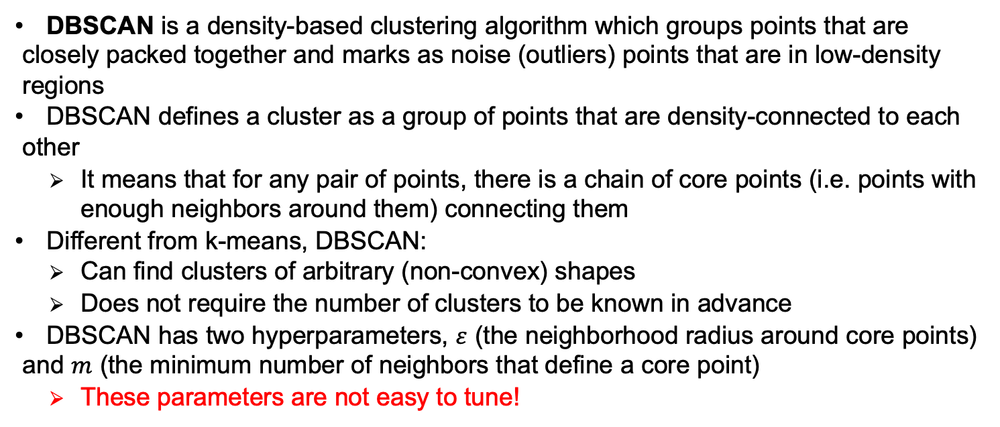 • DBSCAN is a density-based clustering algorithm which groups points that are
closely packed together and marks as noise (outliers) points that are in low-density
regions
• DBSCAN defines a cluster as a group of points that are density-connected to each
other
➢ It means that for any pair of points, there is a chain of core points (i.e. points with
enough neighbors around them) connecting them
• Different from k-means, DBSCAN:
➢ Can find clusters of arbitrary (non-convex) shapes
➢ Does not require the number of clusters to be known in advance
• DBSCAN has two hyperparameters, 𝜀 (the neighborhood radius around core points)
and 𝑚 (the minimum number of neighbors that define a core point)
➢ These parameters are not easy to tune!